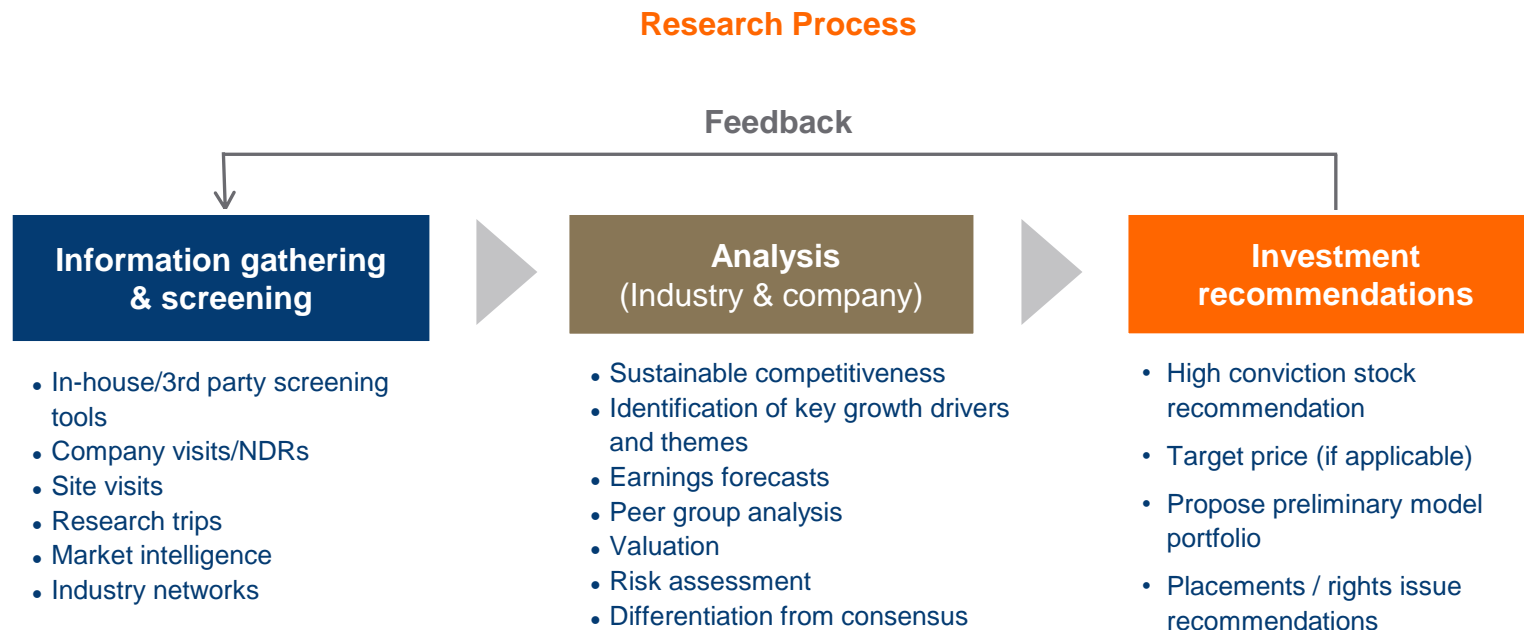 Research Process
Feedback
Information gathering
& screening
• In-house/3rd party screening
tools
• Company visits/NDRs
• Site visits
• Research trips
• Market intelligence
• Industry networks
Analysis
(Industry & company)
• Sustainable competitiveness
• Identification of key growth drivers
and themes
• Earnings forecasts
• Peer group analysis
• Valuation
• Risk assessment
• Differentiation from consensus
Investment
recommendations
• High conviction stock
recommendation
• Target price (if applicable)
• Propose preliminary model
portfolio
• Placements / rights issue
recommendations